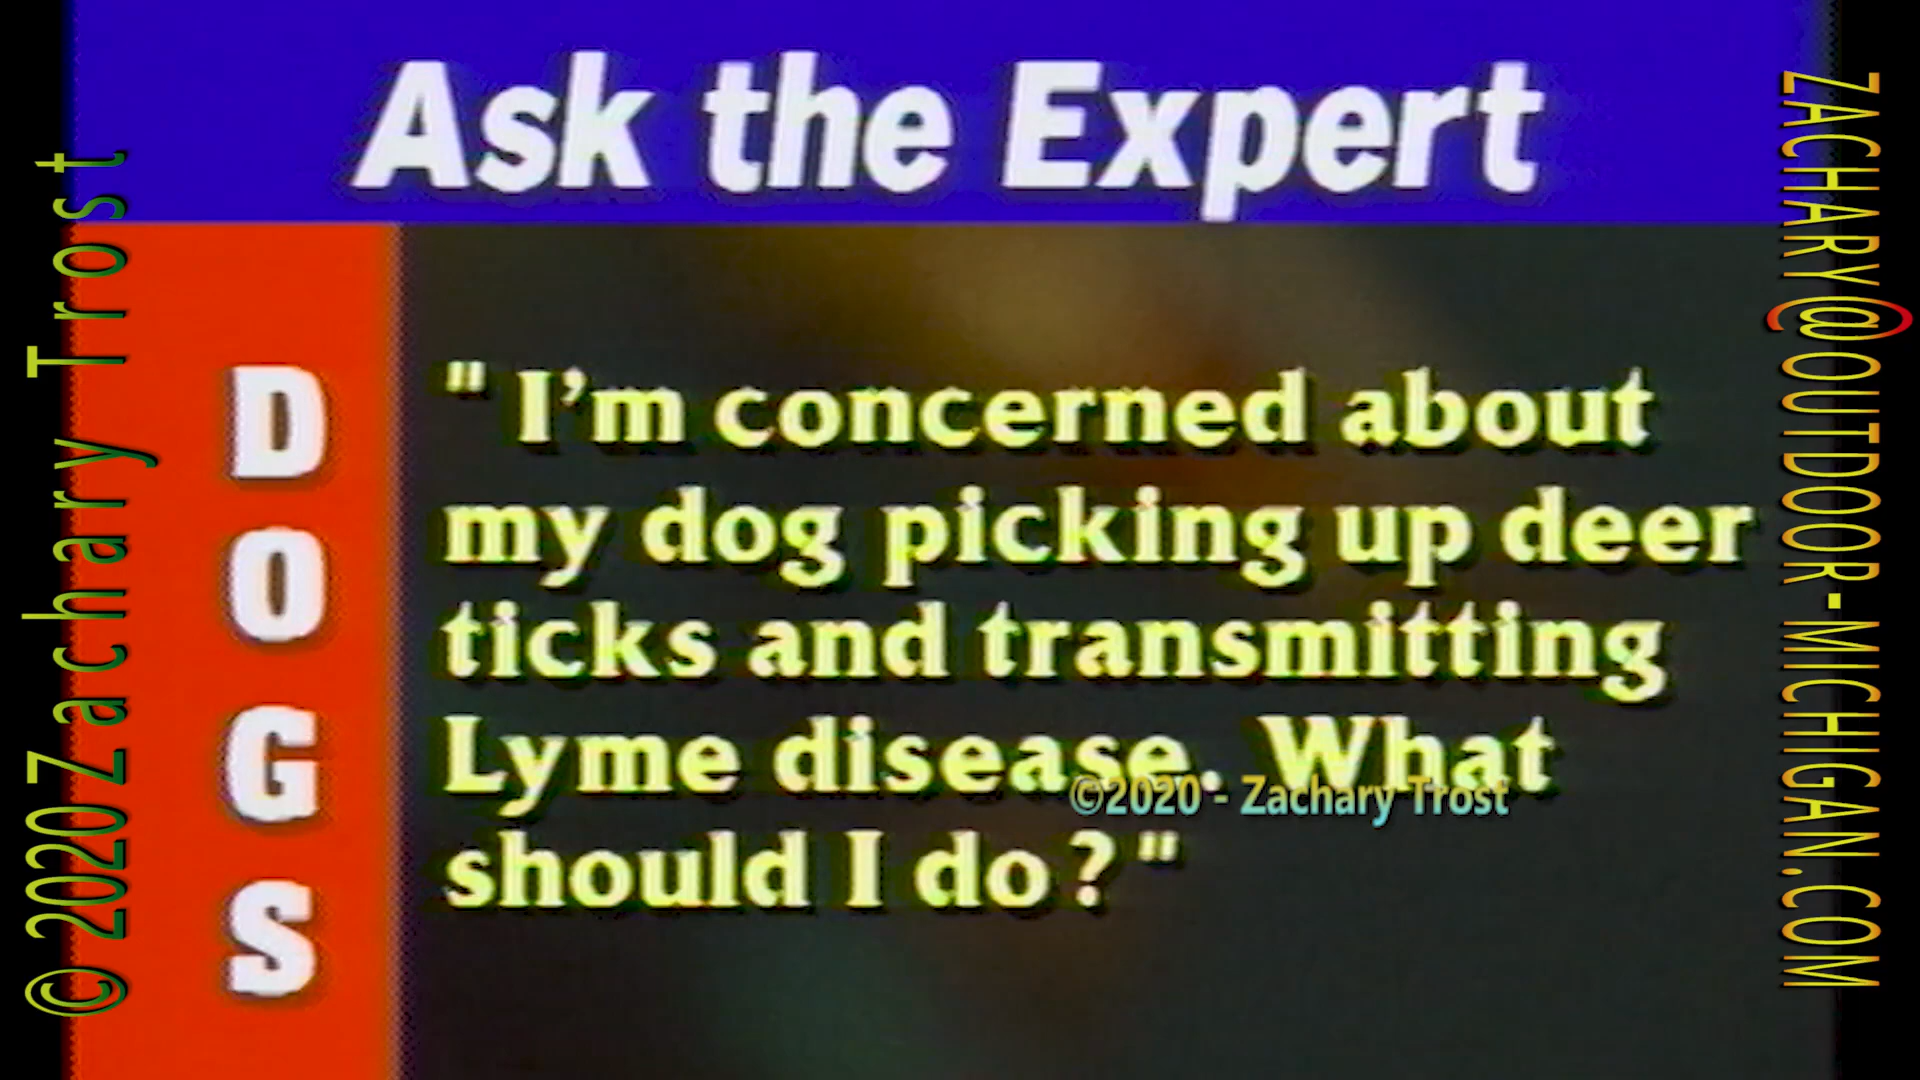 Ask the Expert
DOGS
" I'm concerned about
my dog picking up deer
ticks and transmitting
Lyme disease. What
should I do ? "
©2020 - Zachary Trost
© 2020 Zachary Trost
ZACHARY@OUTDOOR-MICHIGAN.COM